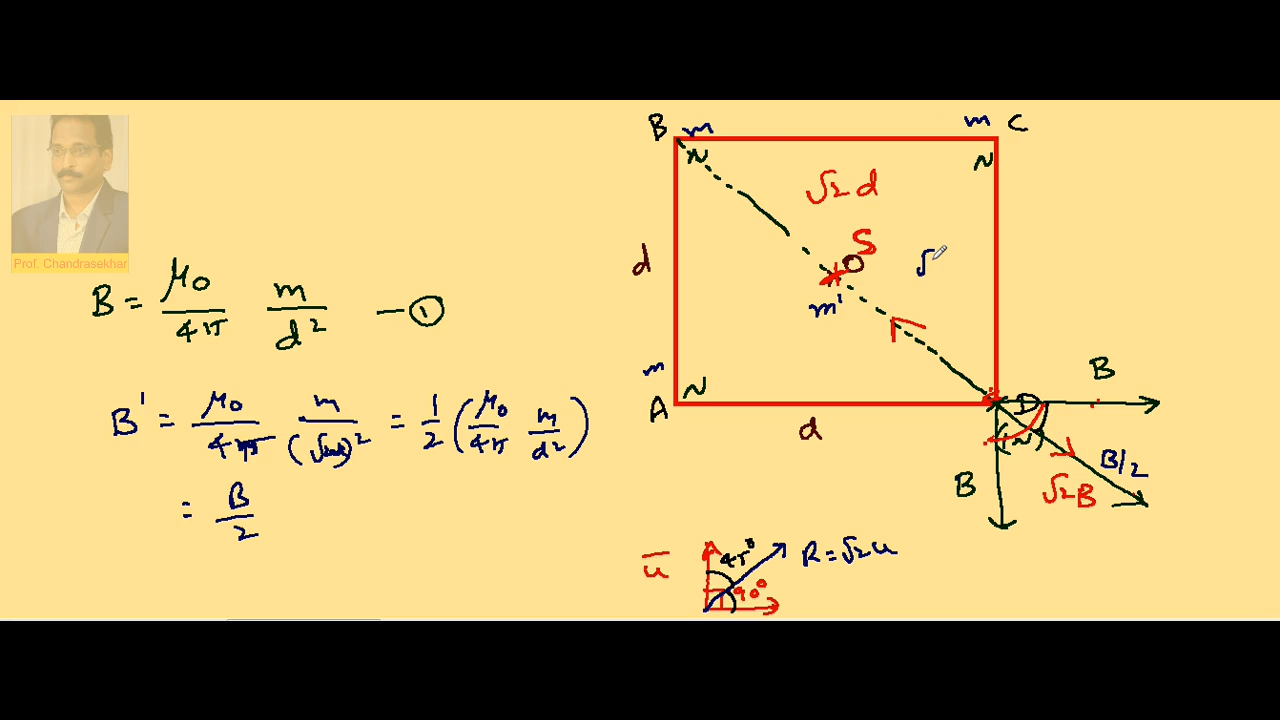 Prof. Chandrasekhar
B = μ₀/4π m/d² — ①
B' = μ₀/4π m/(√2d)² = 1/2 (μ₀/4π m/d²)
= B/2
B m
m C
N
N
√2 d
d
S
O
√
m'
m
A
N
d
D
(N)
B
B
B/2
√2B
u
45°
90°
R = √2u